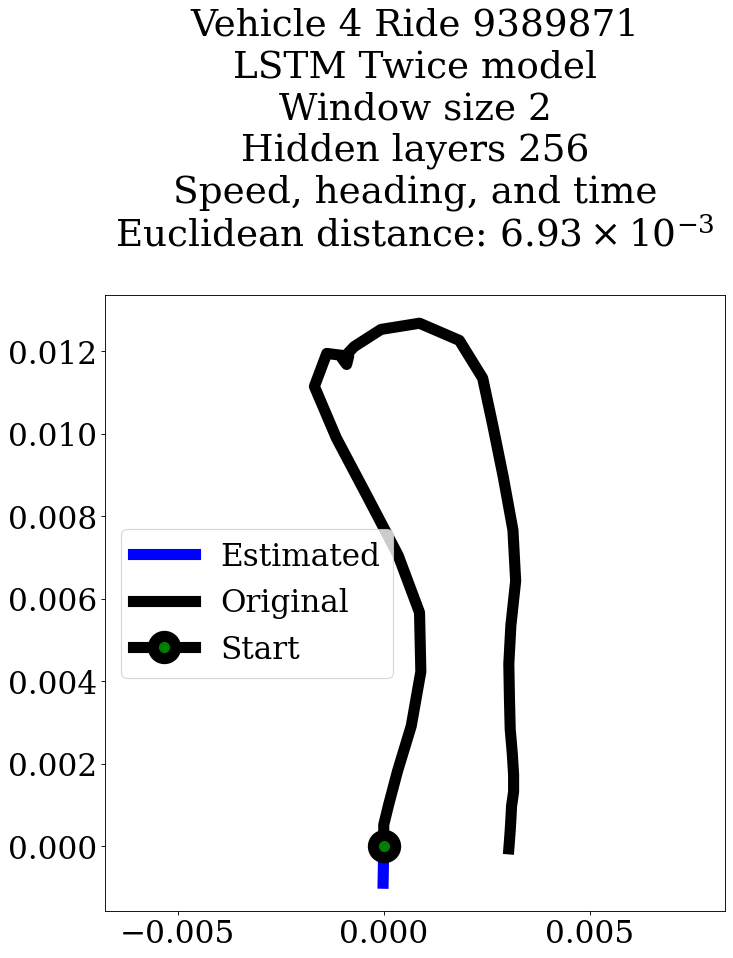 Vehicle 4 Ride 9389871
LSTM Twice model
Window size 2
Hidden layers 256
Speed, heading, and time
Euclidean distance: 6.93 × 10⁻³
0.012
0.010
0.008
0.006
0.004
0.002
0.000
Estimated
Original
Start
−0.005 0.000 0.005